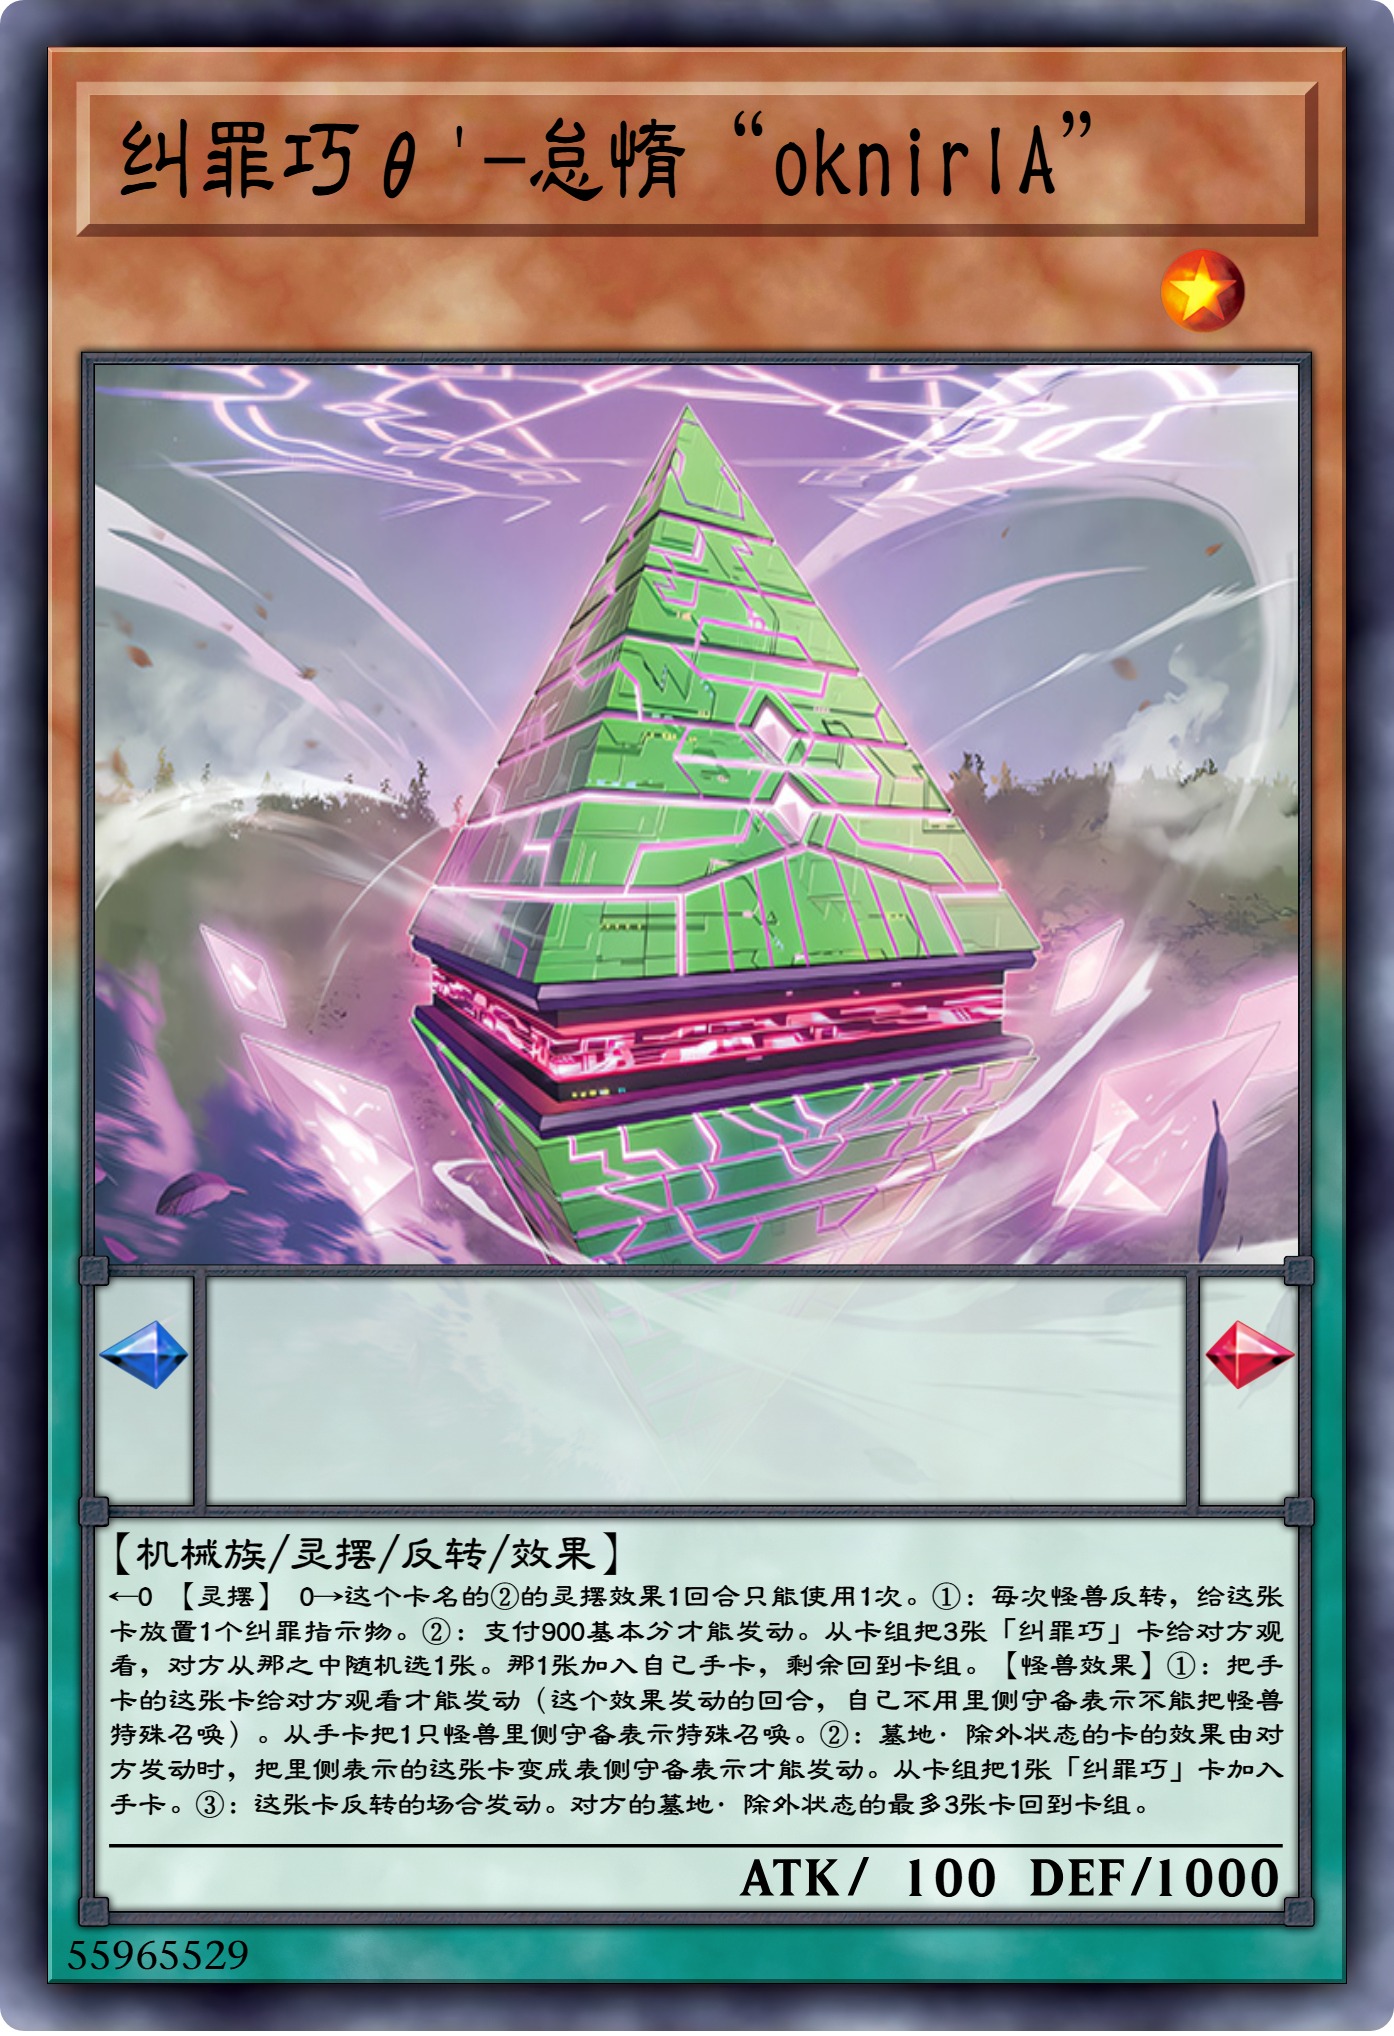 纠罪巧θ'-怠惰“oknirIA”
【机械族/灵摆/反转/效果】
←0 【灵摆】 0→这个卡名的②的灵摆效果1回合只能使用1次。①：每次怪兽反转，给这张
卡放置1个纠罪指示物。②：支付900基本分才能发动。从卡组把3张「纠罪巧」卡给对方观
看，对方从那之中随机选1张。那1张加入自己手卡，剩余回到卡组。【怪兽效果】①：把手
卡的这张卡给对方观看才能发动（这个效果发动的回合，自己不用里侧守备表示不能把怪兽
特殊召唤）。从手卡把1只怪兽里侧守备表示特殊召唤。②：墓地·除外状态的卡的效果由对
方发动时，把里侧表示的这张卡变成表侧守备表示才能发动。从卡组把1张「纠罪巧」卡加入
手卡。③：这张卡反转的场合发动。对方的墓地·除外状态的最多3张卡回到卡组。
ATK/ 100 DEF/1000
55965529